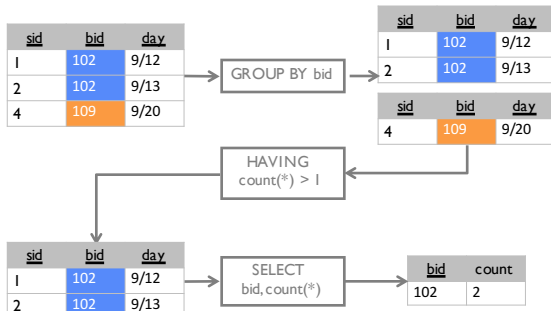 sid bid day
1 102 9/12
2 102 9/13
4 109 9/20
GROUP BY bid
sid bid day
1 102 9/12
2 102 9/13
sid bid day
4 109 9/20
HAVING
count(*) > 1
sid bid day
1 102 9/12
2 102 9/13
SELECT
bid, count(*)
bid count
102 2